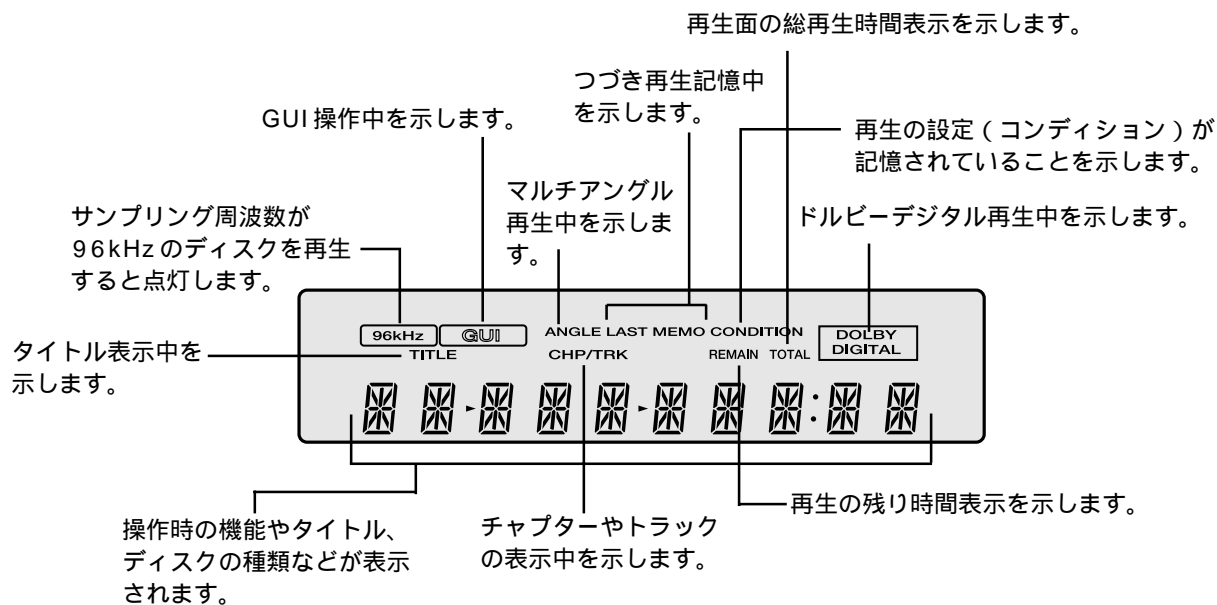 再生面の総再生時間表示を示します。
つづき再生記憶中
を示します。
GUI 操作中を示します。
再生の設定(コンディション)が
記憶されていることを示します。
マルチアングル
再生中を示しま
す。
サンプリング周波数が
96kHzのディスクを再生
すると点灯します。
ドルビーデジタル再生中を示します。
96kHz GUI ANGLE LAST MEMO CONDITION DOLBY
DIGITAL
TITLE CHP/TRK REMAIN TOTAL
タイトル表示中を
示します。
再生の残り時間表示を示します。
操作時の機能やタイトル、
ディスクの種類などが表示
されます。
チャプターやトラック
の表示中を示します。